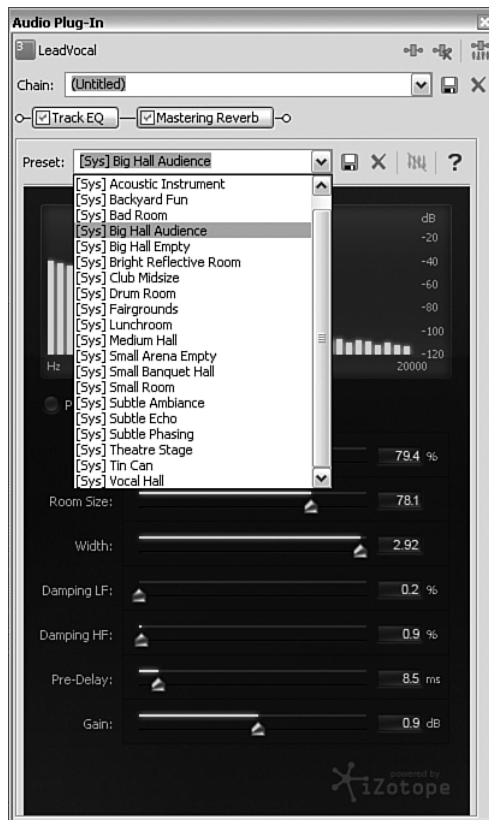 Audio Plug-In
3 LeadVocal
Chain: (Untitled)
Track EQ Mastering Reverb
Preset: [Sys] Big Hall Audience ?
[Sys] Acoustic Instrument
[Sys] Backyard Fun
[Sys] Bad Room
[Sys] Big Hall Audience
[Sys] Big Hall Empty
[Sys] Bright Reflective Room
[Sys] Club Midsize
[Sys] Drum Room
[Sys] Fairgrounds
[Sys] Lunchroom
[Sys] Medium Hall
[Sys] Small Arena Empty
[Sys] Small Banquet Hall
[Sys] Small Room
[Sys] Subtle Ambiance
[Sys] Subtle Echo
[Sys] Subtle Phasing
[Sys] Theatre Stage
[Sys] Tin Can
[Sys] Vocal Hall
dB
-20
-40
-60
-80
-100
-120
Hz 20000
P
79.4 %
Room Size: 78.1
Width: 2.92
Damping LF: 0.2 %
Damping HF: 0.9 %
Pre-Delay: 8.5 ms
Gain: 0.9 dB
powered by
iZotope